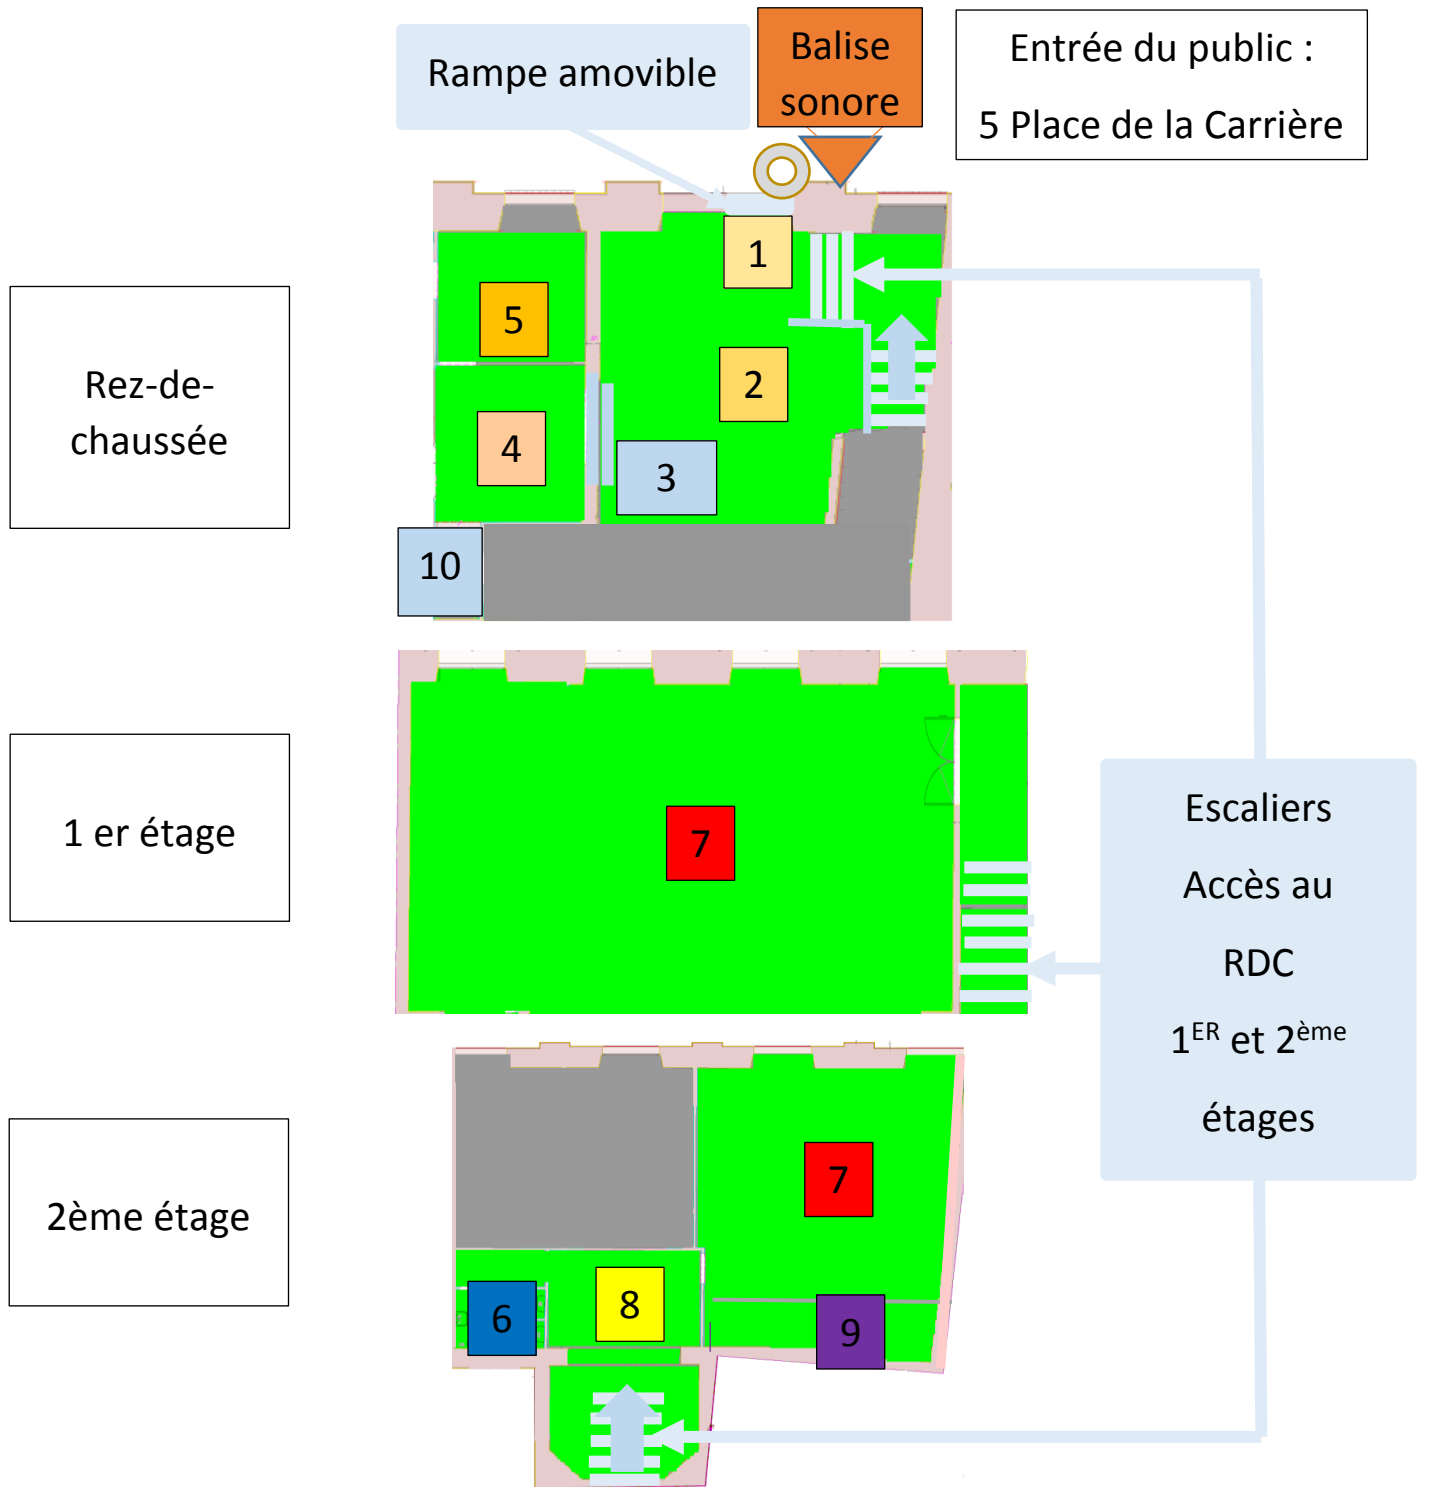 Rampe amovible
Balise
sonore
Entrée du public :
5 Place de la Carrière
1
5
2
4
3
10
Rez-de-
chaussée
7
1 er étage
Escaliers
Accès au
RDC
1ER et 2ème
étages
7
2ème étage
6
8
9